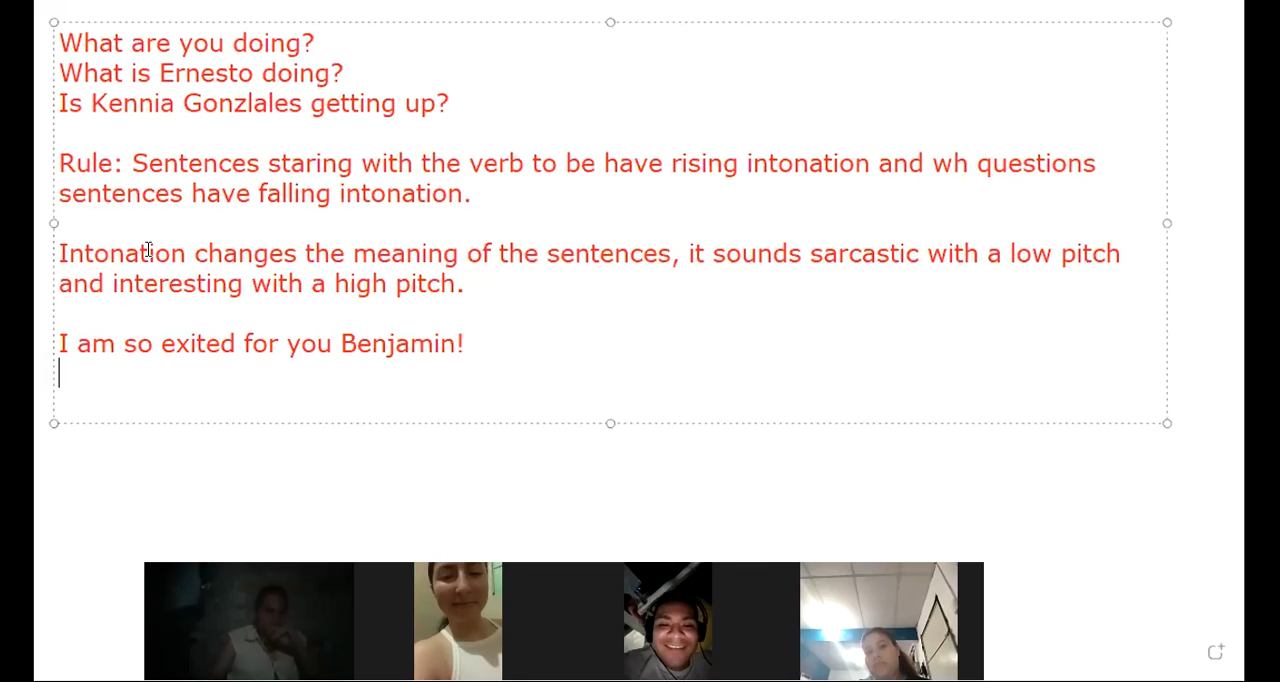 What are you doing?
What is Ernesto doing?
Is Kennia Gonzlales getting up?
Rule: Sentences staring with the verb to be have rising intonation and wh questions
sentences have falling intonation.
Intonation changes the meaning of the sentences, it sounds sarcastic with a low pitch
and interesting with a high pitch.
I am so exited for you Benjamin!